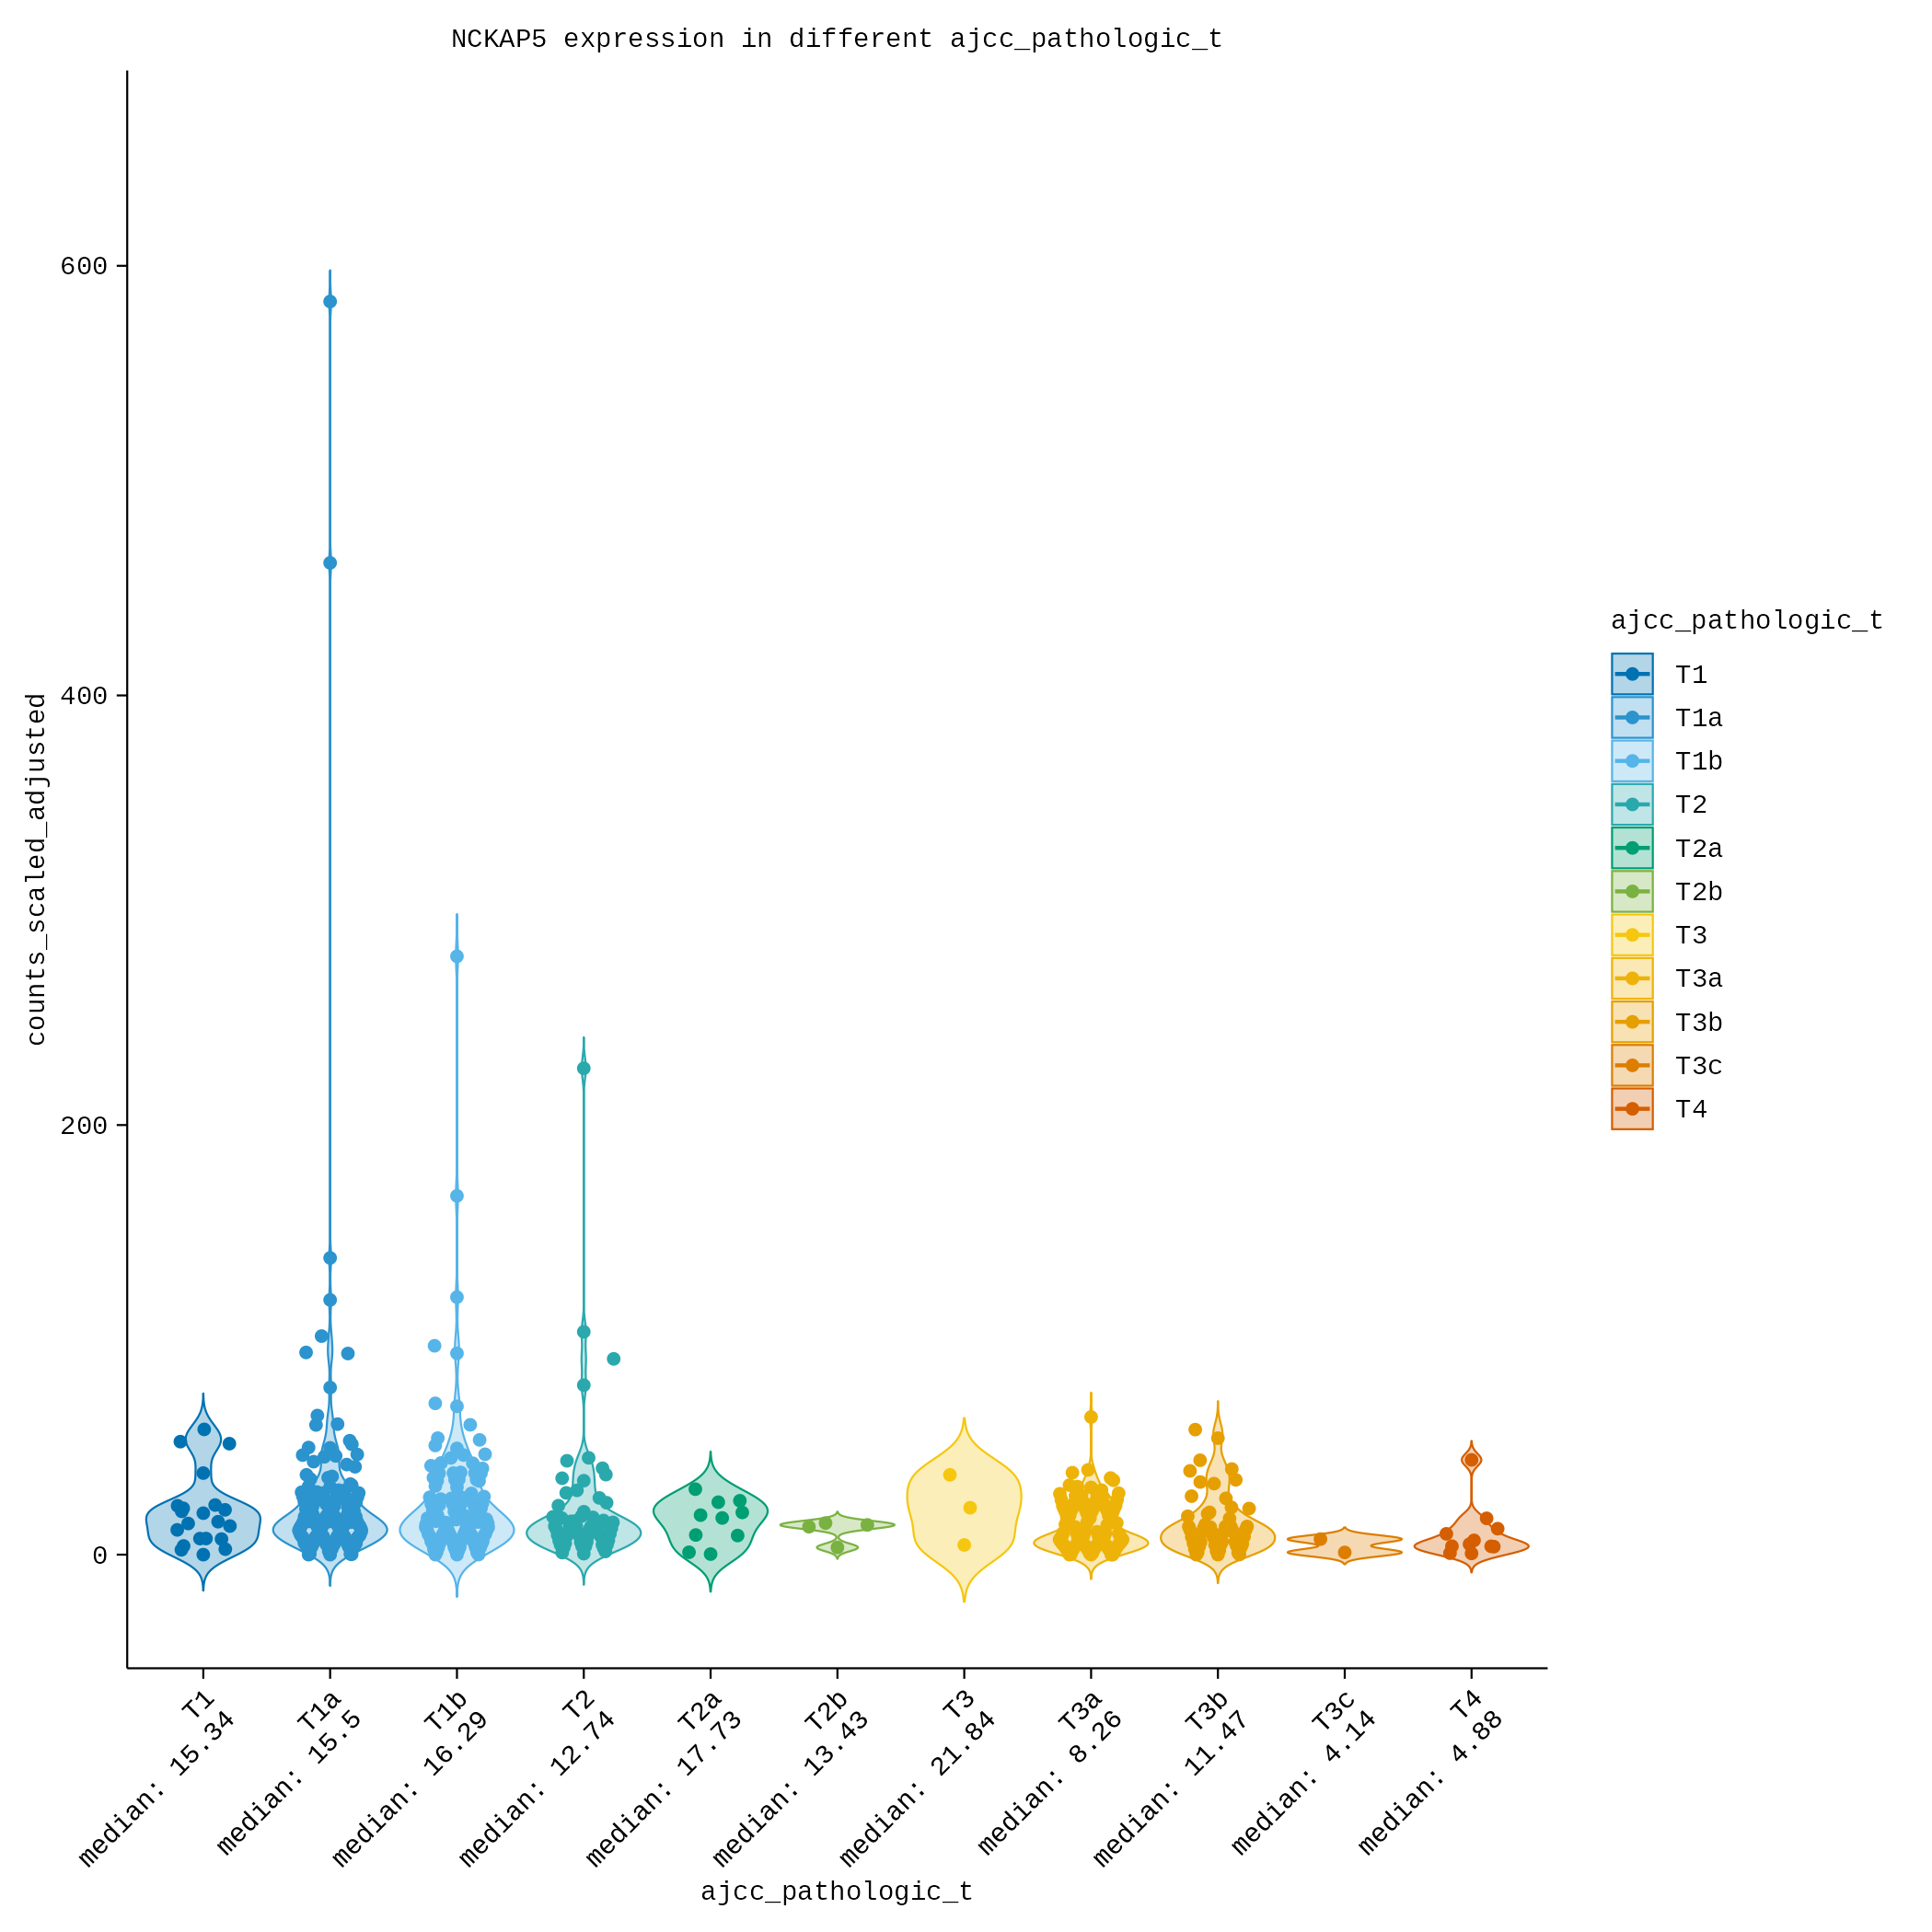 NCKAP5 expression in different ajcc_pathologic_t
counts_scaled_adjusted
600
400
200
0
T1
median: 15.34
T1a
median: 15.5
T1b
median: 16.29
T2
median: 12.74
T2a
median: 17.73
T2b
median: 13.43
T3
median: 21.84
T3a
median: 8.26
T3b
median: 11.47
T3c
median: 4.14
T4
median: 4.88
ajcc_pathologic_t
ajcc_pathologic_t
T1
T1a
T1b
T2
T2a
T2b
T3
T3a
T3b
T3c
T4